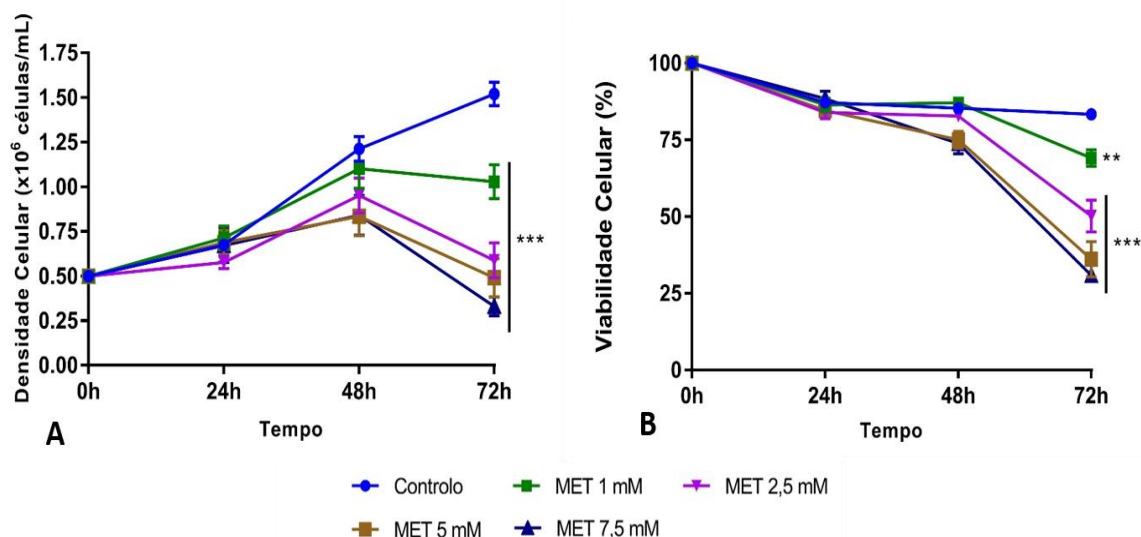 Densidade Celular (x10⁶ células/mL)
1.75
1.50
1.25
1.00
0.75
0.50
0.25
0.00
0h 24h 48h 72h
Tempo
***
A
Viabilidade Celular (%)
100
75
50
25
0
0h 24h 48h 72h
Tempo
**
***
B
Controlo MET 1 mM MET 2,5 mM
MET 5 mM MET 7,5 mM